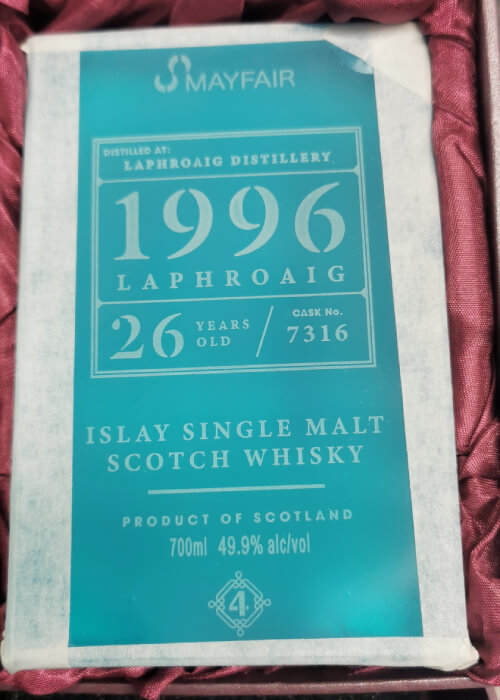 MAYFAIR
DISTILLED AT:
LAPHROAIG DISTILLERY
1996
LAPHROAIG
26 YEARS OLD / CASK No. 7316
ISLAY SINGLE MALT
SCOTCH WHISKY
PRODUCT OF SCOTLAND
700ml 49.9% alc/vol
4